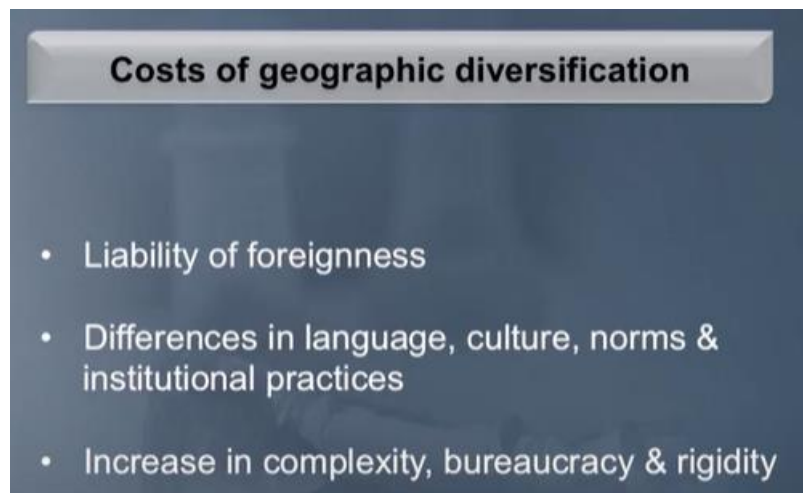 Costs of geographic diversification
• Liability of foreignness
• Differences in language, culture, norms &
institutional practices
• Increase in complexity, bureaucracy & rigidity